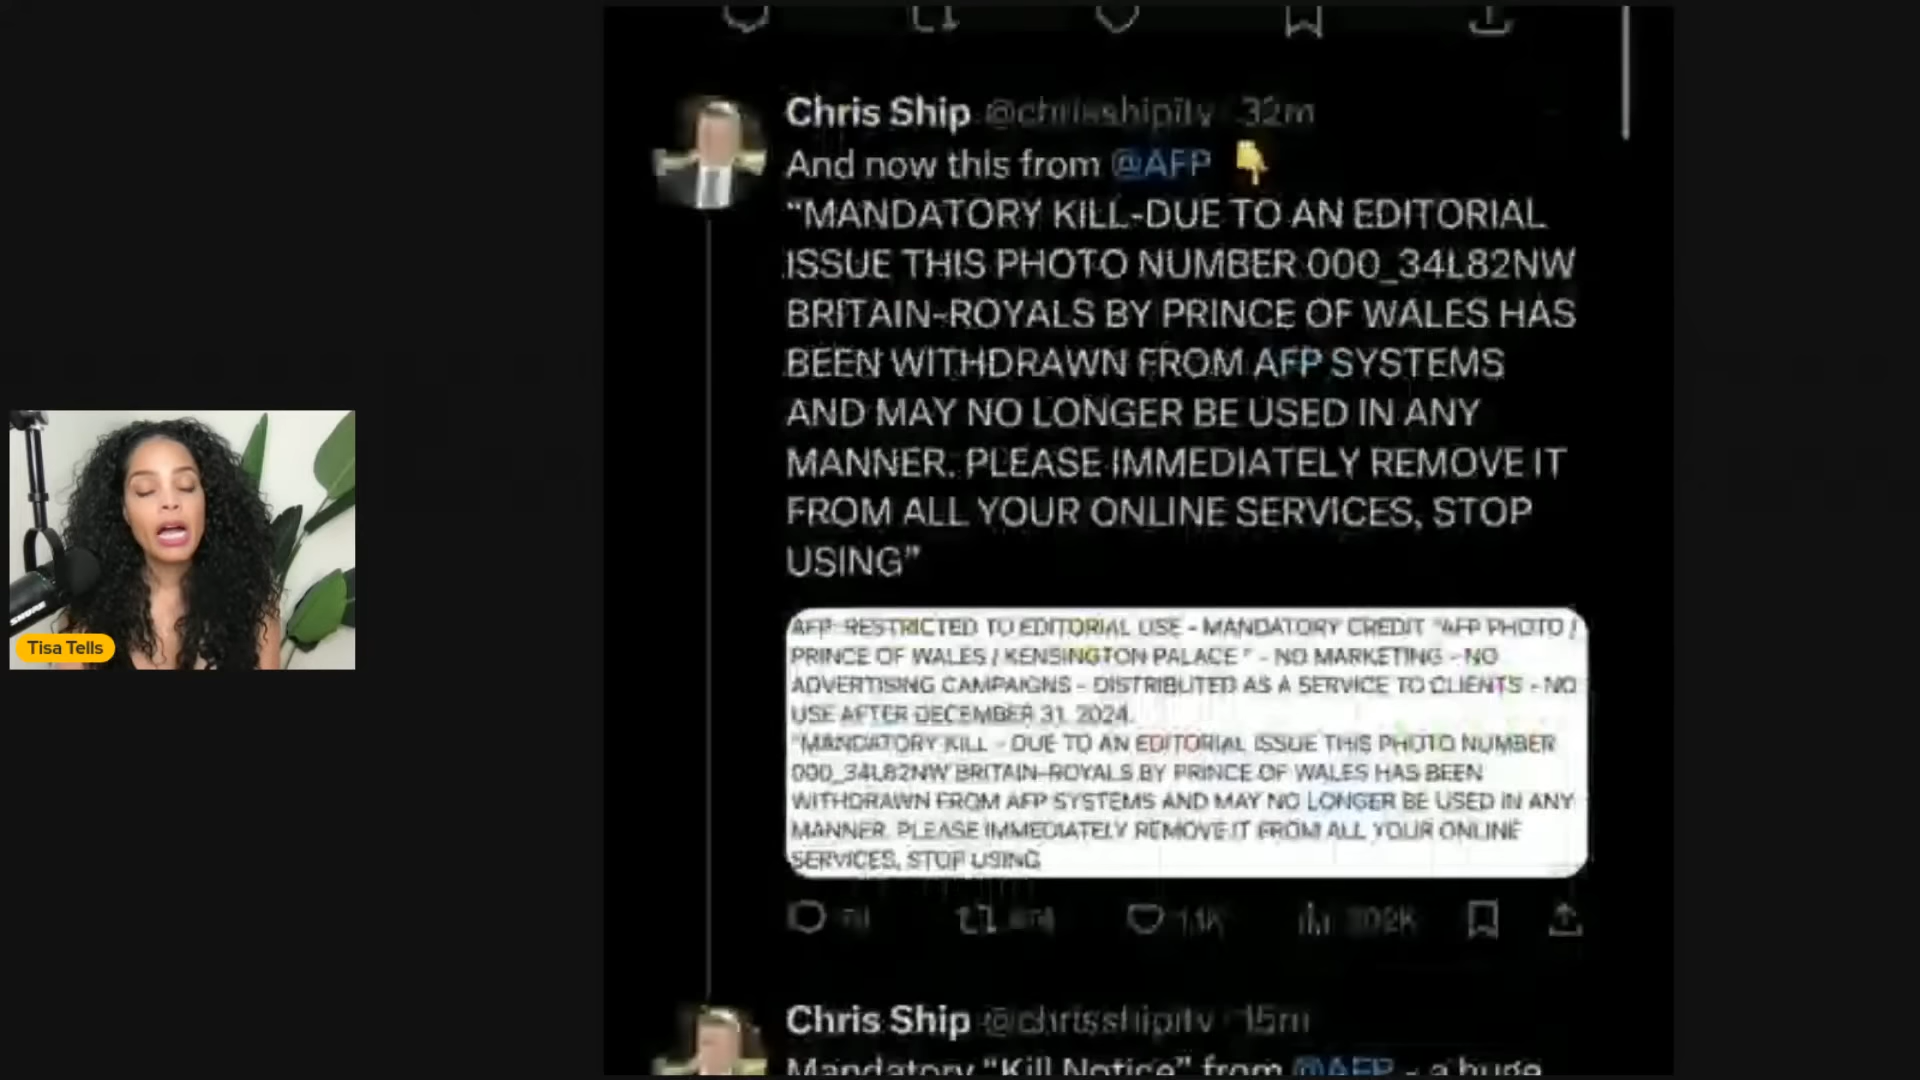 Chris Ship @chrisshipitv · 32m
And now this from @AFP 👇
“MANDATORY KILL-DUE TO AN EDITORIAL
ISSUE THIS PHOTO NUMBER 000_34L82NW
BRITAIN-ROYALS BY PRINCE OF WALES HAS
BEEN WITHDRAWN FROM AFP SYSTEMS
AND MAY NO LONGER BE USED IN ANY
MANNER. PLEASE IMMEDIATELY REMOVE IT
FROM ALL YOUR ONLINE SERVICES, STOP
USING”
AFP RESTRICTED TO EDITORIAL USE - MANDATORY CREDIT "AFP PHOTO /
PRINCE OF WALES / KENSINGTON PALACE " - NO MARKETING - NO
ADVERTISING CAMPAIGNS - DISTRIBUTED AS A SERVICE TO CLIENTS - NO
USE AFTER DECEMBER 31, 2024.
"MANDATORY KILL - DUE TO AN EDITORIAL ISSUE THIS PHOTO NUMBER
000_34L82NW BRITAIN-ROYALS BY PRINCE OF WALES HAS BEEN
WITHDRAWN FROM AFP SYSTEMS AND MAY NO LONGER BE USED IN ANY
MANNER. PLEASE IMMEDIATELY REMOVE IT FROM ALL YOUR ONLINE
SERVICES, STOP USING
Chris Ship @chrisshipitv · 15m
Mandatory “Kill Notice” from @AFP - a huge
SHURE
Tisa Tells